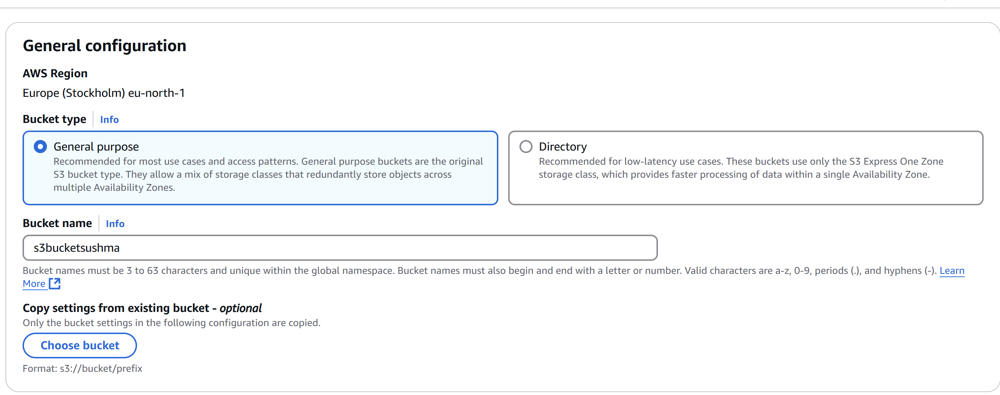 General configuration
AWS Region
Europe (Stockholm) eu-north-1
Bucket type Info
General purpose
Recommended for most use cases and access patterns. General purpose buckets are the original
S3 bucket type. They allow a mix of storage classes that redundantly store objects across
multiple Availability Zones.
Directory
Recommended for low-latency use cases. These buckets use only the S3 Express One Zone
storage class, which provides faster processing of data within a single Availability Zone.
Bucket name Info
s3bucketsushma
Bucket names must be 3 to 63 characters and unique within the global namespace. Bucket names must also begin and end with a letter or number. Valid characters are a-z, 0-9, periods (.), and hyphens (-). Learn
More
Copy settings from existing bucket - optional
Only the bucket settings in the following configuration are copied.
Choose bucket
Format: s3://bucket/prefix